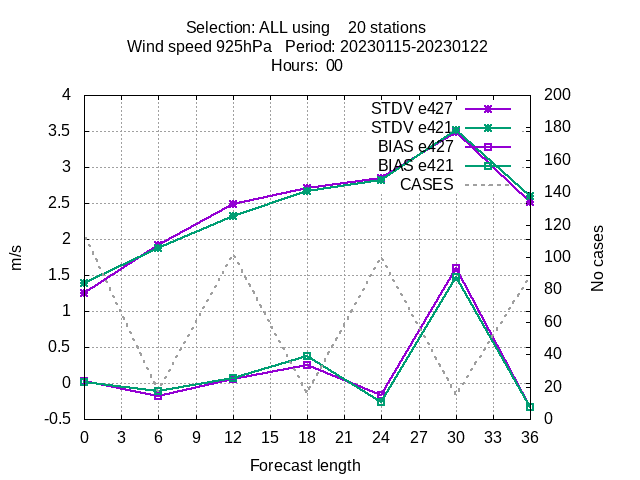 Selection: ALL using    20 stations
Wind speed 925hPa   Period: 20230115-20230122
Hours:  00
STDV e427
STDV e421
BIAS e427
BIAS e421
CASES
4
3.5
3
2.5
2
1.5
1
0.5
0
-0.5
m/s
200
180
160
140
120
100
80
60
40
20
0
No cases
0 3 6 9 12 15 18 21 24 27 30 33 36
Forecast length